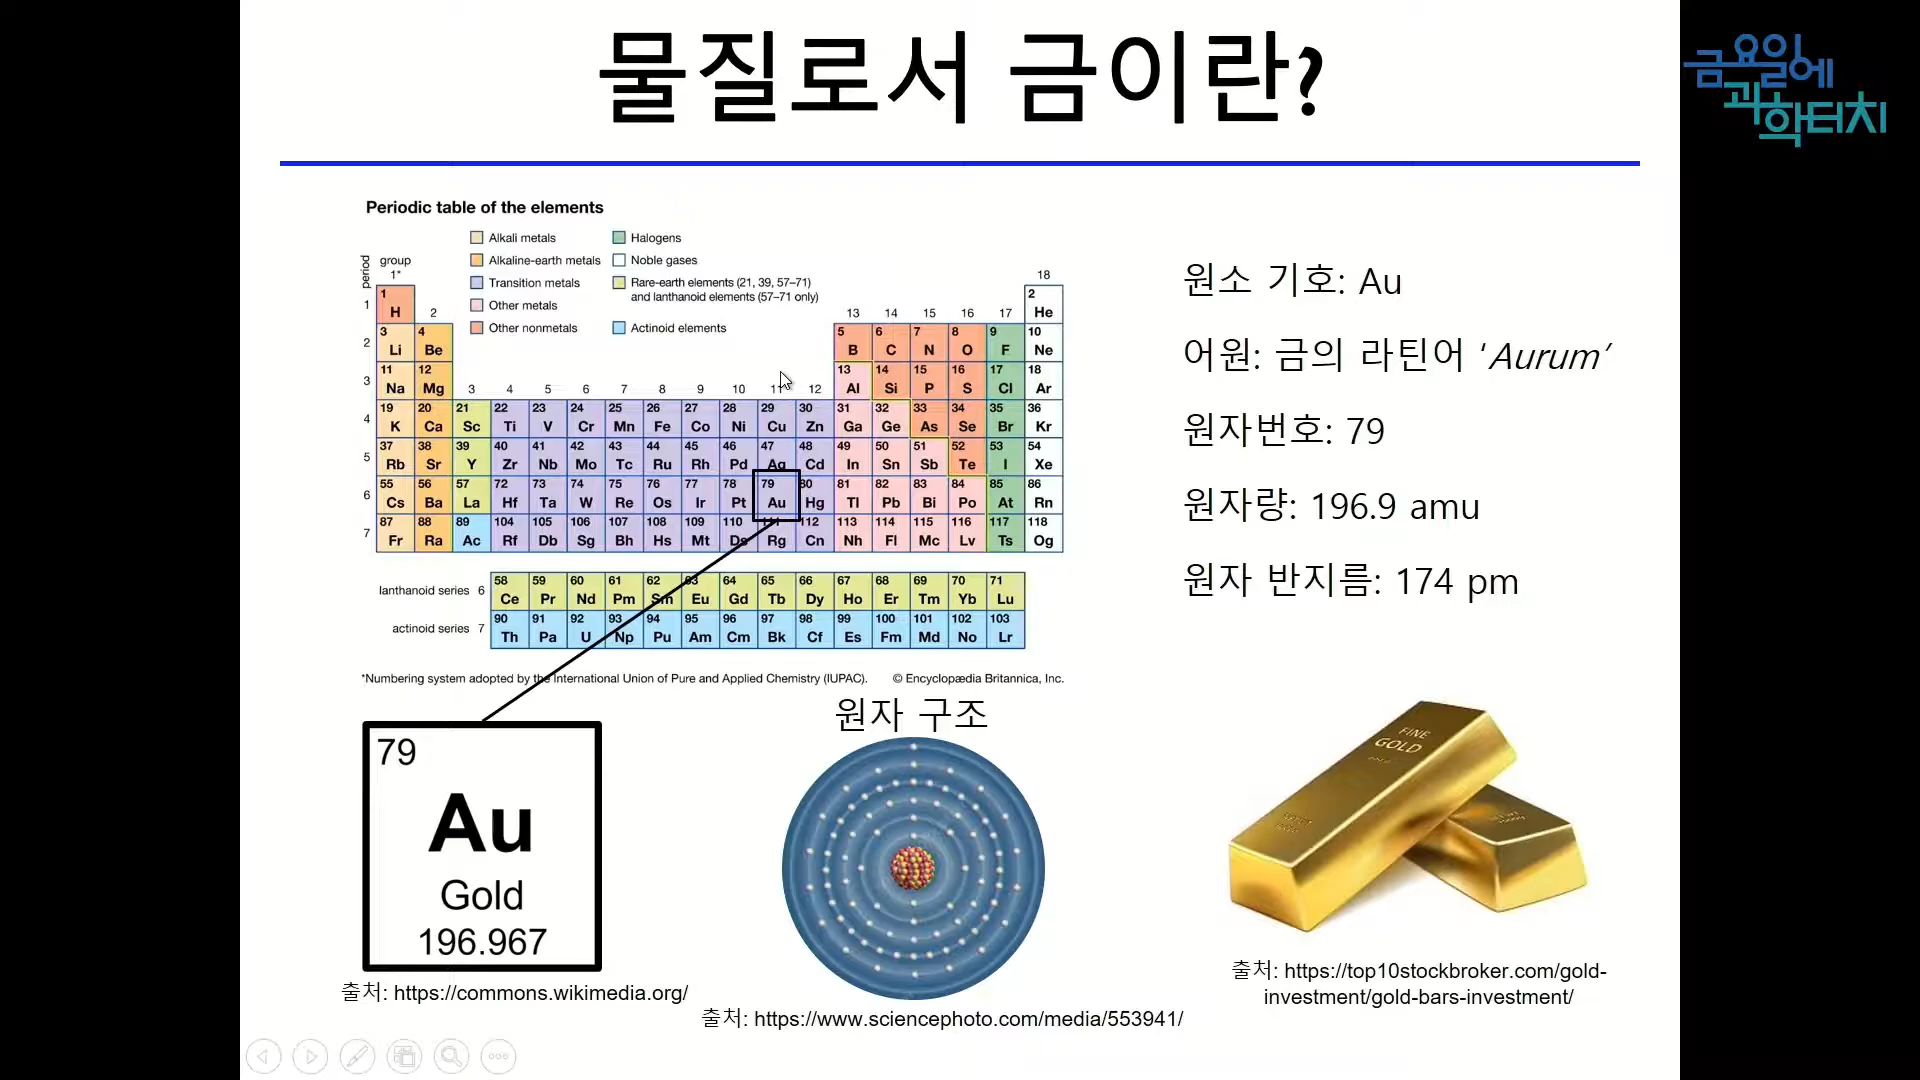 물질로서 금이란?
금요일에
과학터치
Periodic table of the elements
Alkali metals
Halogens
Alkaline-earth metals
Noble gases
Transition metals
Rare-earth elements (21, 39, 57–71)
and lanthanoid elements (57–71 only)
Other metals
Other nonmetals
Actinoid elements
period
group
1* 2 3 4 5 6 7 8 9 10 11 12 13 14 15 16 17 18
1 1 H 2 He
2 3 Li 4 Be 5 B 6 C 7 N 8 O 9 F 10 Ne
3 11 Na 12 Mg 13 Al 14 Si 15 P 16 S 17 Cl 18 Ar
4 19 K 20 Ca 21 Sc 22 Ti 23 V 24 Cr 25 Mn 26 Fe 27 Co 28 Ni 29 Cu 30 Zn 31 Ga 32 Ge 33 As 34 Se 35 Br 36 Kr
5 37 Rb 38 Sr 39 Y 40 Zr 41 Nb 42 Mo 43 Tc 44 Ru 45 Rh 46 Pd 47 Ag 48 Cd 49 In 50 Sn 51 Sb 52 Te 53 I 54 Xe
6 55 Cs 56 Ba 57 La 72 Hf 73 Ta 74 W 75 Re 76 Os 77 Ir 78 Pt 79 Au 80 Hg 81 Tl 82 Pb 83 Bi 84 Po 85 At 86 Rn
7 87 Fr 88 Ra 89 Ac 104 Rf 105 Db 106 Sg 107 Bh 108 Hs 109 Mt 110 Ds 111 Rg 112 Cn 113 Nh 114 Fl 115 Mc 116 Lv 117 Ts 118 Og
lanthanoid series 6 58 Ce 59 Pr 60 Nd 61 Pm 62 Sm 63 Eu 64 Gd 65 Tb 66 Dy 67 Ho 68 Er 69 Tm 70 Yb 71 Lu
actinoid series 7 90 Th 91 Pa 92 U 93 Np 94 Pu 95 Am 96 Cm 97 Bk 98 Cf 99 Es 100 Fm 101 Md 102 No 103 Lr
*Numbering system adopted by the International Union of Pure and Applied Chemistry (IUPAC).
© Encyclopædia Britannica, Inc.
원소 기호: Au
어원: 금의 라틴어 'Aurum'
원자번호: 79
원자량: 196.9 amu
원자 반지름: 174 pm
79
Au
Gold
196.967
출처: https://commons.wikimedia.org/
원자 구조
출처: https://www.sciencephoto.com/media/553941/
FINE
GOLD
출처: https://top10stockbroker.com/gold-
investment/gold-bars-investment/